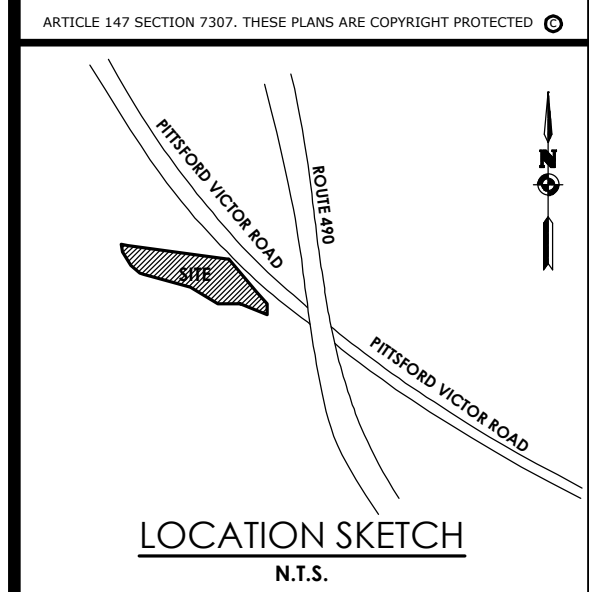 ARTICLE 147 SECTION 7307. THESE PLANS ARE COPYRIGHT PROTECTED ©
PITTSFORD VICTOR ROAD
ROUTE 490
N
SITE
PITTSFORD VICTOR ROAD
LOCATION SKETCH
N.T.S.